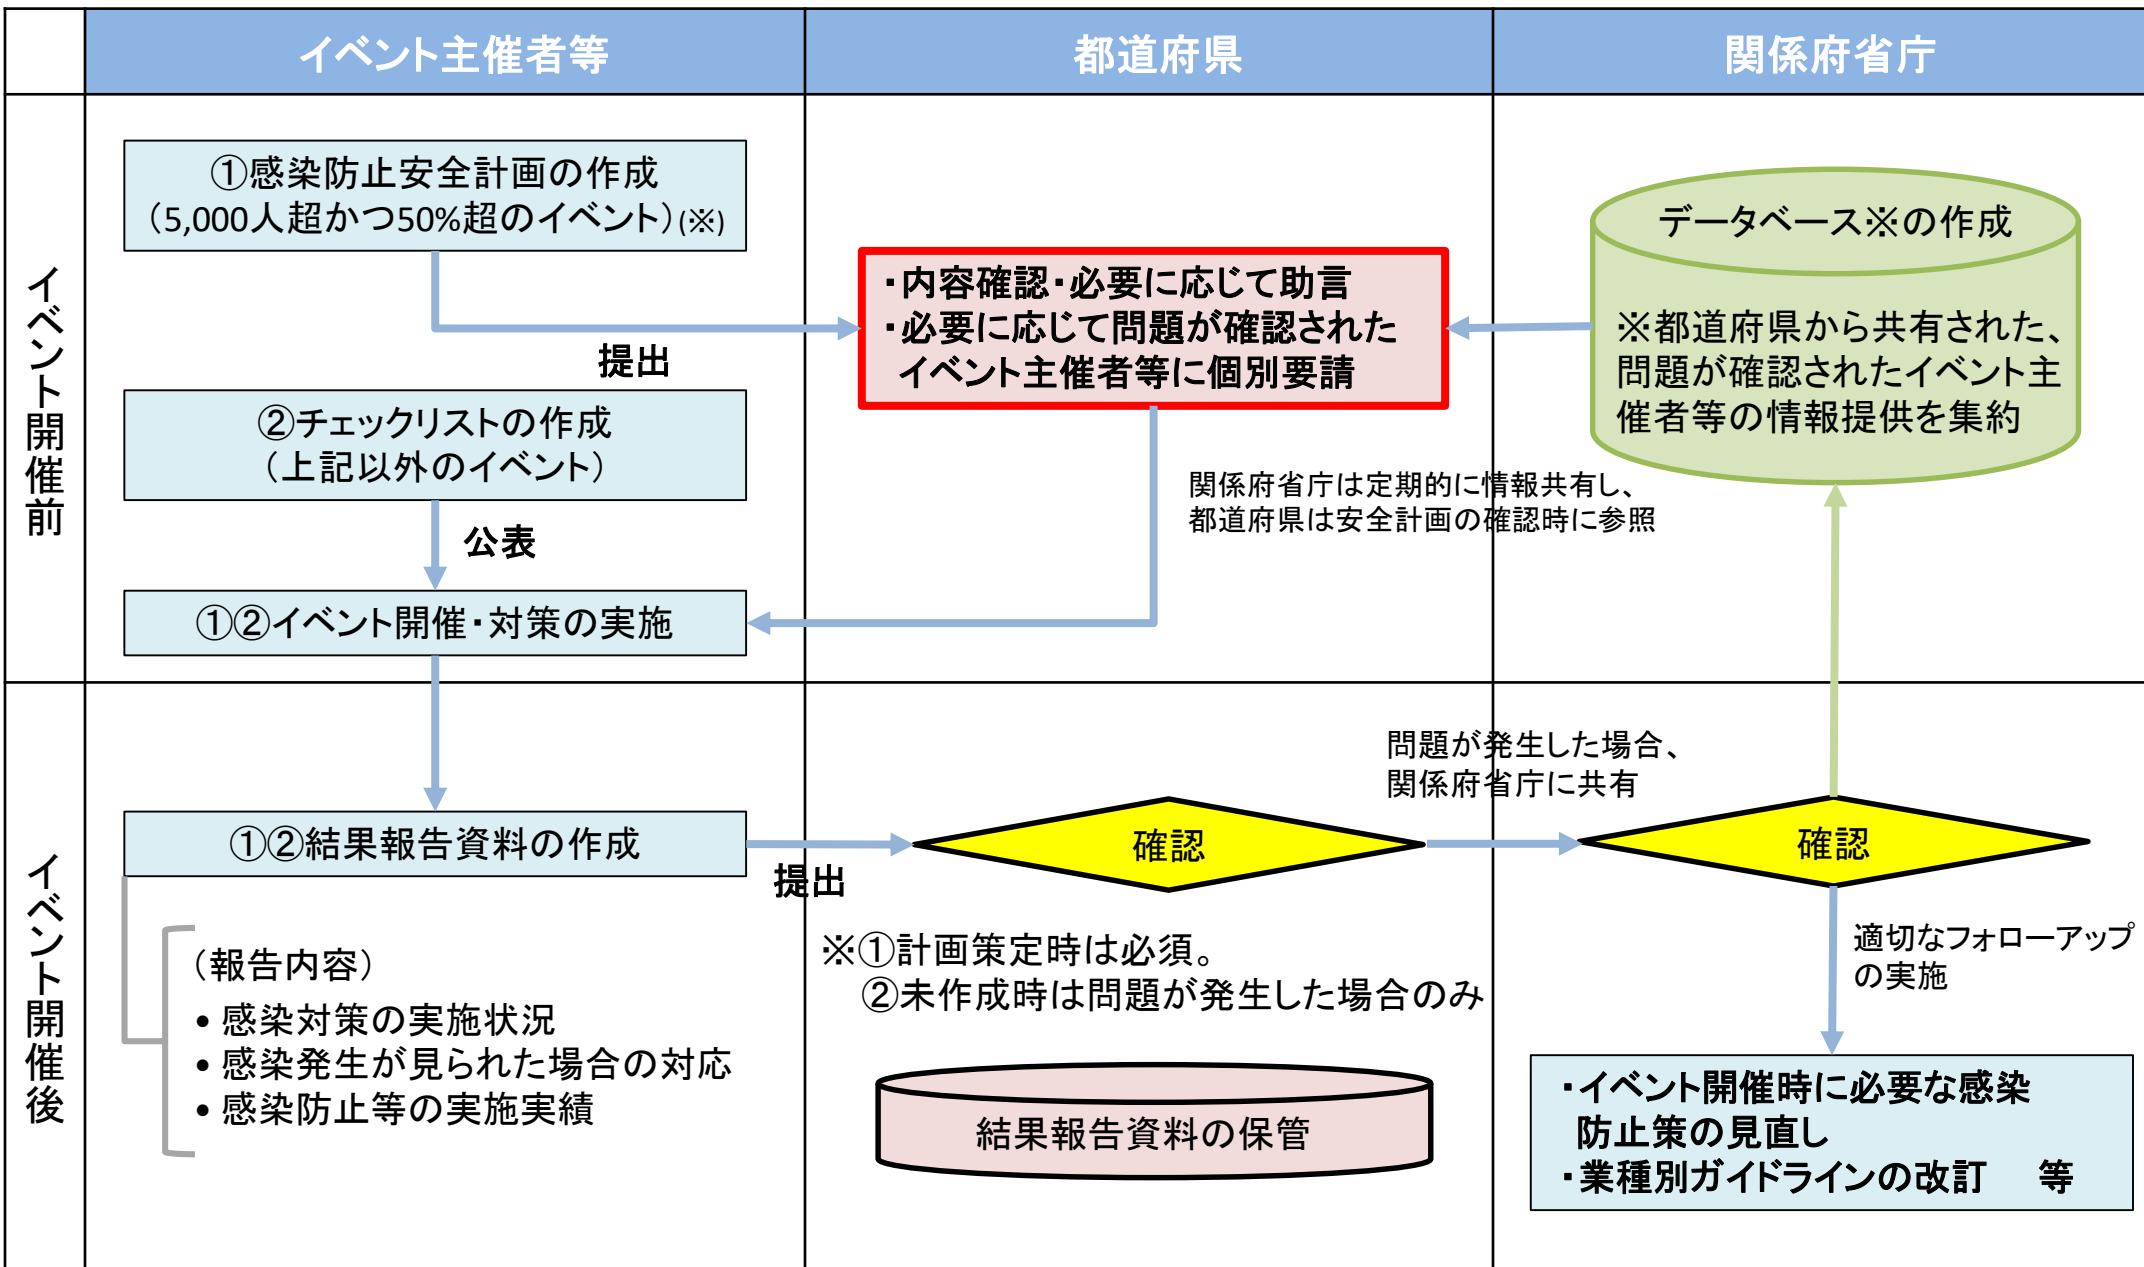 イベント主催者等
都道府県
関係府省庁
イベント開催前
①感染防止安全計画の作成
（5,000人超かつ50%超のイベント）(※)
提出
②チェックリストの作成
（上記以外のイベント）
公表
①②イベント開催・対策の実施
・内容確認・必要に応じて助言
・必要に応じて問題が確認された
イベント主催者等に個別要請
データベース※の作成
※都道府県から共有された、
問題が確認されたイベント主
催者等の情報提供を集約
関係府省庁は定期的に情報共有し、
都道府県は安全計画の確認時に参照
イベント開催後
①②結果報告資料の作成
提出
（報告内容）
• 感染対策の実施状況
• 感染発生が見られた場合の対応
• 感染防止等の実施実績
確認
※①計画策定時は必須。
②未作成時は問題が発生した場合のみ
結果報告資料の保管
問題が発生した場合、
関係府省庁に共有
確認
適切なフォローアップ
の実施
・イベント開催時に必要な感染
防止策の見直し
・業種別ガイドラインの改訂　等